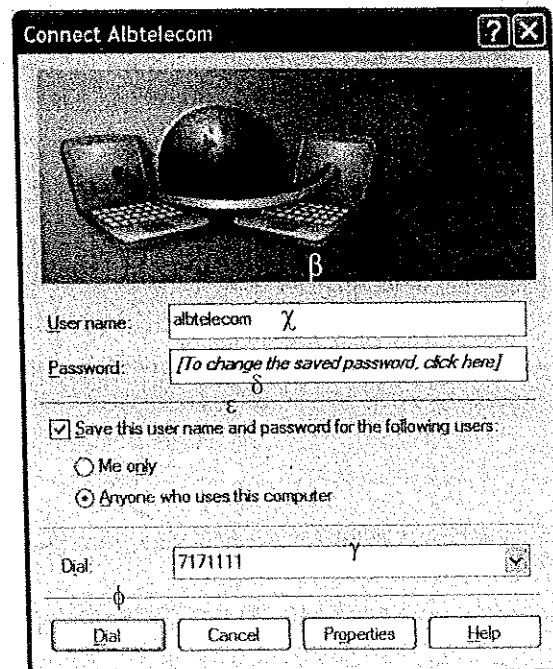 Connect Albtelecom
β
User name: albtelecom χ
Password: [To change the saved password, click here]
δ
ε
Save this user name and password for the following users:
Me only
Anyone who uses this computer
Dial: 7171111 γ
φ
Dial Cancel Properties Help